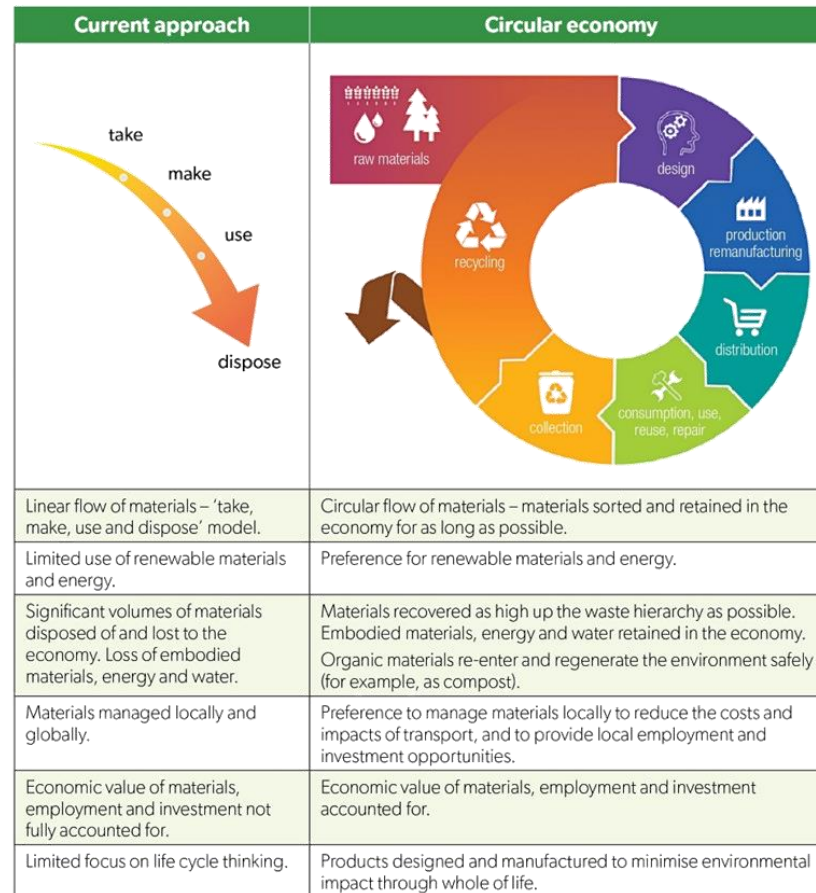 Current approach
Circular economy
take
make
use
dispose
raw materials
design
production
remanufacturing
distribution
consumption, use,
reuse, repair
collection
recycling
Linear flow of materials – ‘take,
make, use and dispose’ model.
Circular flow of materials – materials sorted and retained in the
economy for as long as possible.
Limited use of renewable materials
and energy.
Preference for renewable materials and energy.
Significant volumes of materials
disposed of and lost to the
economy. Loss of embodied
materials, energy and water.
Materials recovered as high up the waste hierarchy as possible.
Embodied materials, energy and water retained in the economy.
Organic materials re-enter and regenerate the environment safely
(for example, as compost).
Materials managed locally and
globally.
Preference to manage materials locally to reduce the costs and
impacts of transport, and to provide local employment and
investment opportunities.
Economic value of materials,
employment and investment not
fully accounted for.
Economic value of materials, employment and investment
accounted for.
Limited focus on life cycle thinking.
Products designed and manufactured to minimise environmental
impact through whole of life.